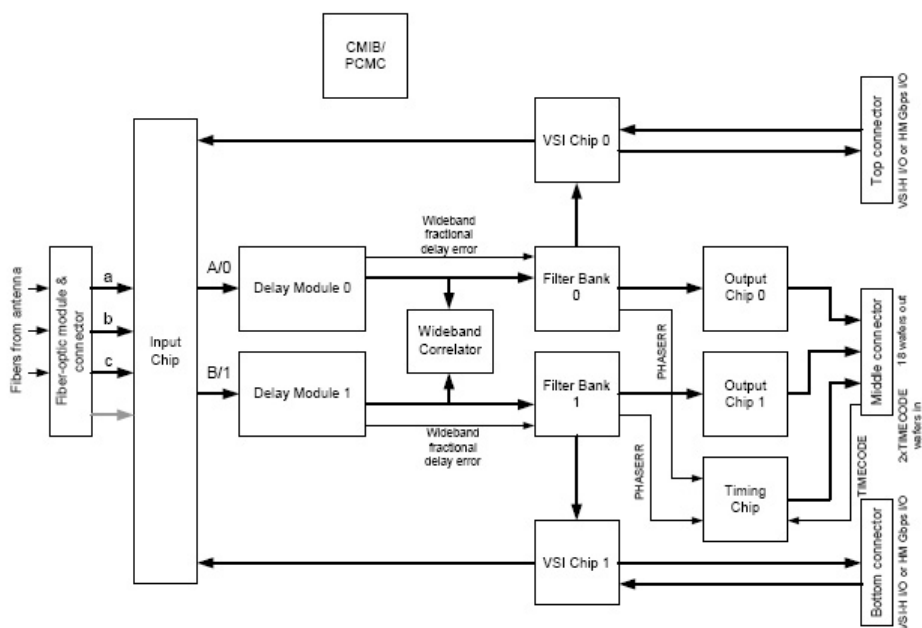 CMIB/
PCMC
VSI Chip 0
Top connector
VSI-H I/O or HM Gbps I/O
Fibers from antenna
Fiber-optic module &
connector
a
b
c
Input
Chip
A/0
B/1
Delay Module 0
Delay Module 1
Wideband
fractional
delay error
Wideband
Correlator
Wideband
fractional
delay error
Filter Bank
0
Filter Bank
1
PHASERR
PHASERR
Output
Chip 0
Output
Chip 1
Timing
Chip
TIMECODE
Middle connector
18 wafers out
2xTIMECODE
wafers in
VSI Chip 1
Bottom connector
VSI-H I/O or HM Gbps I/O